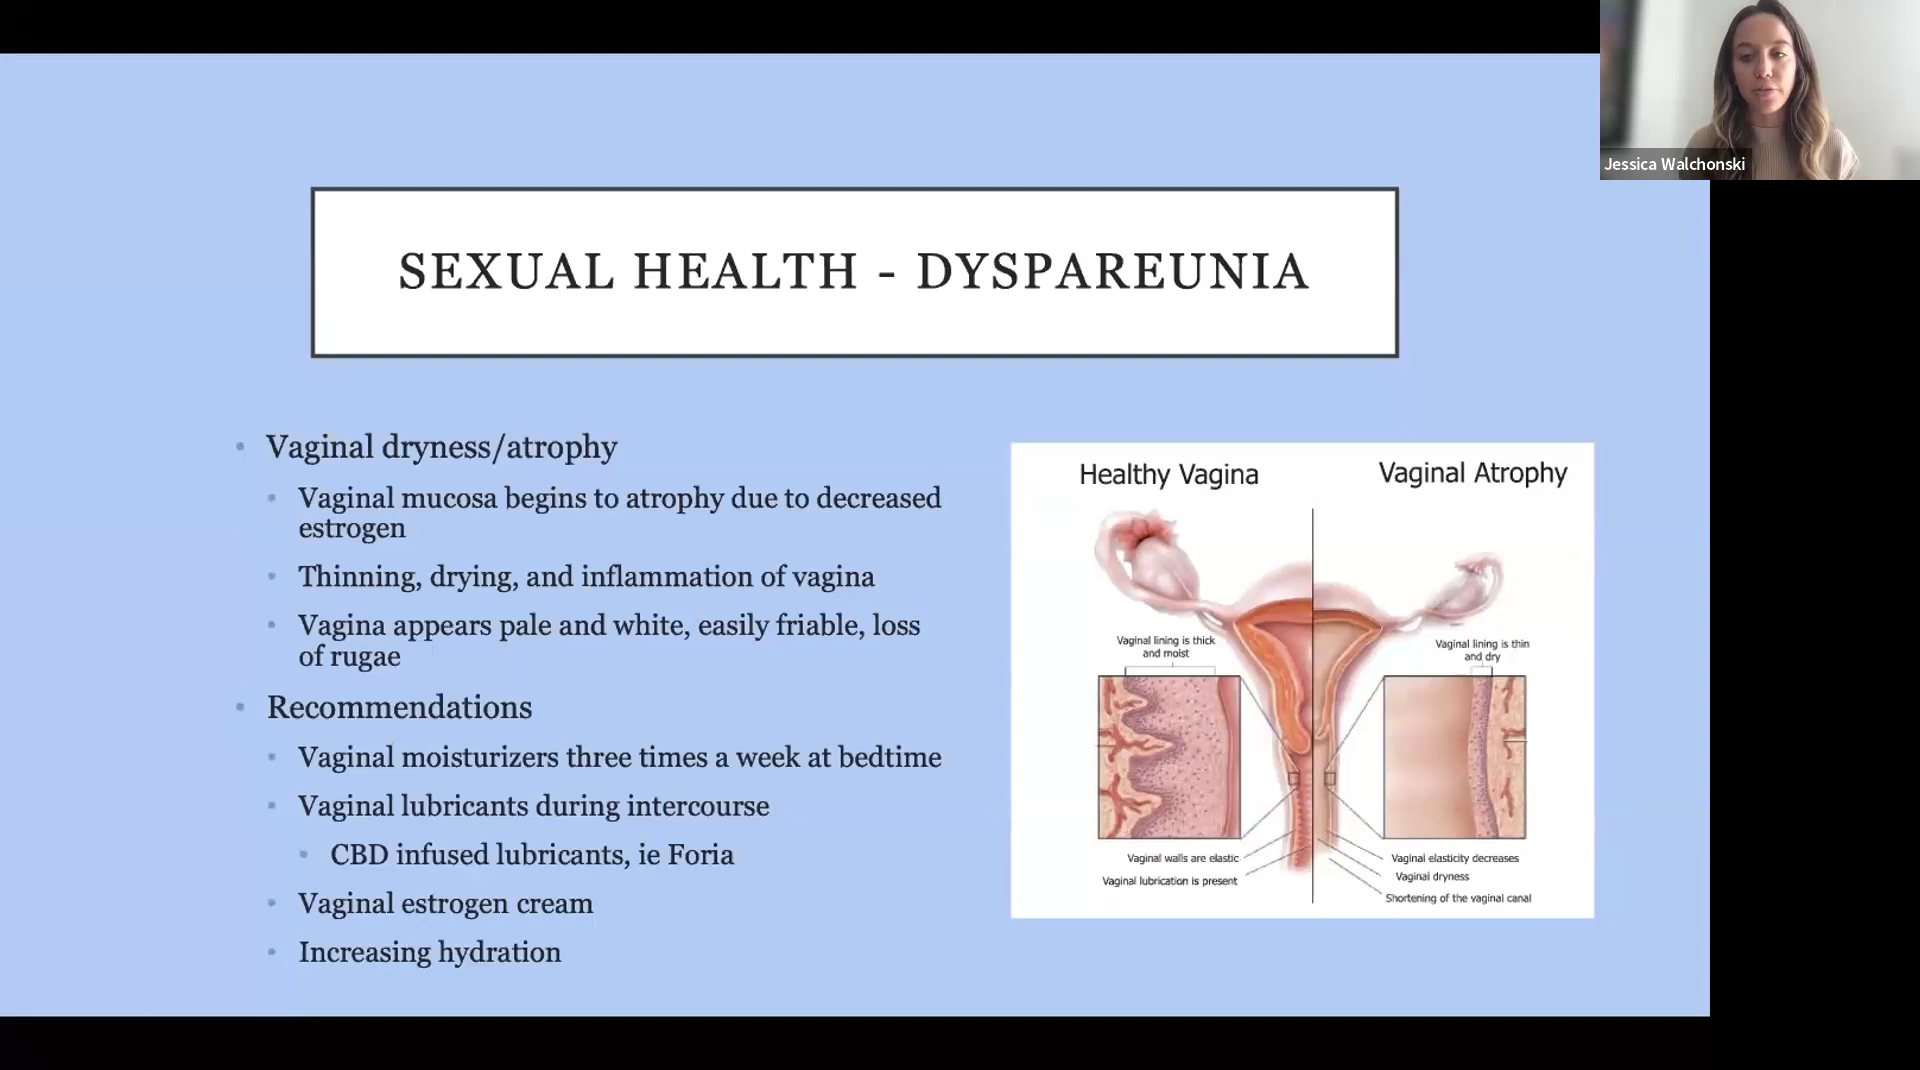 Jessica Walchonski
SEXUAL HEALTH - DYSPAREUNIA
Vaginal dryness/atrophy
Vaginal mucosa begins to atrophy due to decreased
estrogen
Thinning, drying, and inflammation of vagina
Vagina appears pale and white, easily friable, loss
of rugae
Recommendations
Vaginal moisturizers three times a week at bedtime
Vaginal lubricants during intercourse
CBD infused lubricants, ie Foria
Vaginal estrogen cream
Increasing hydration
Healthy Vagina
Vaginal Atrophy
Vaginal lining is thick
and moist
Vaginal lining is thin
and dry
Vaginal walls are elastic
Vaginal lubrication is present
Vaginal elasticity decreases
Vaginal dryness
Shortening of the vaginal canal